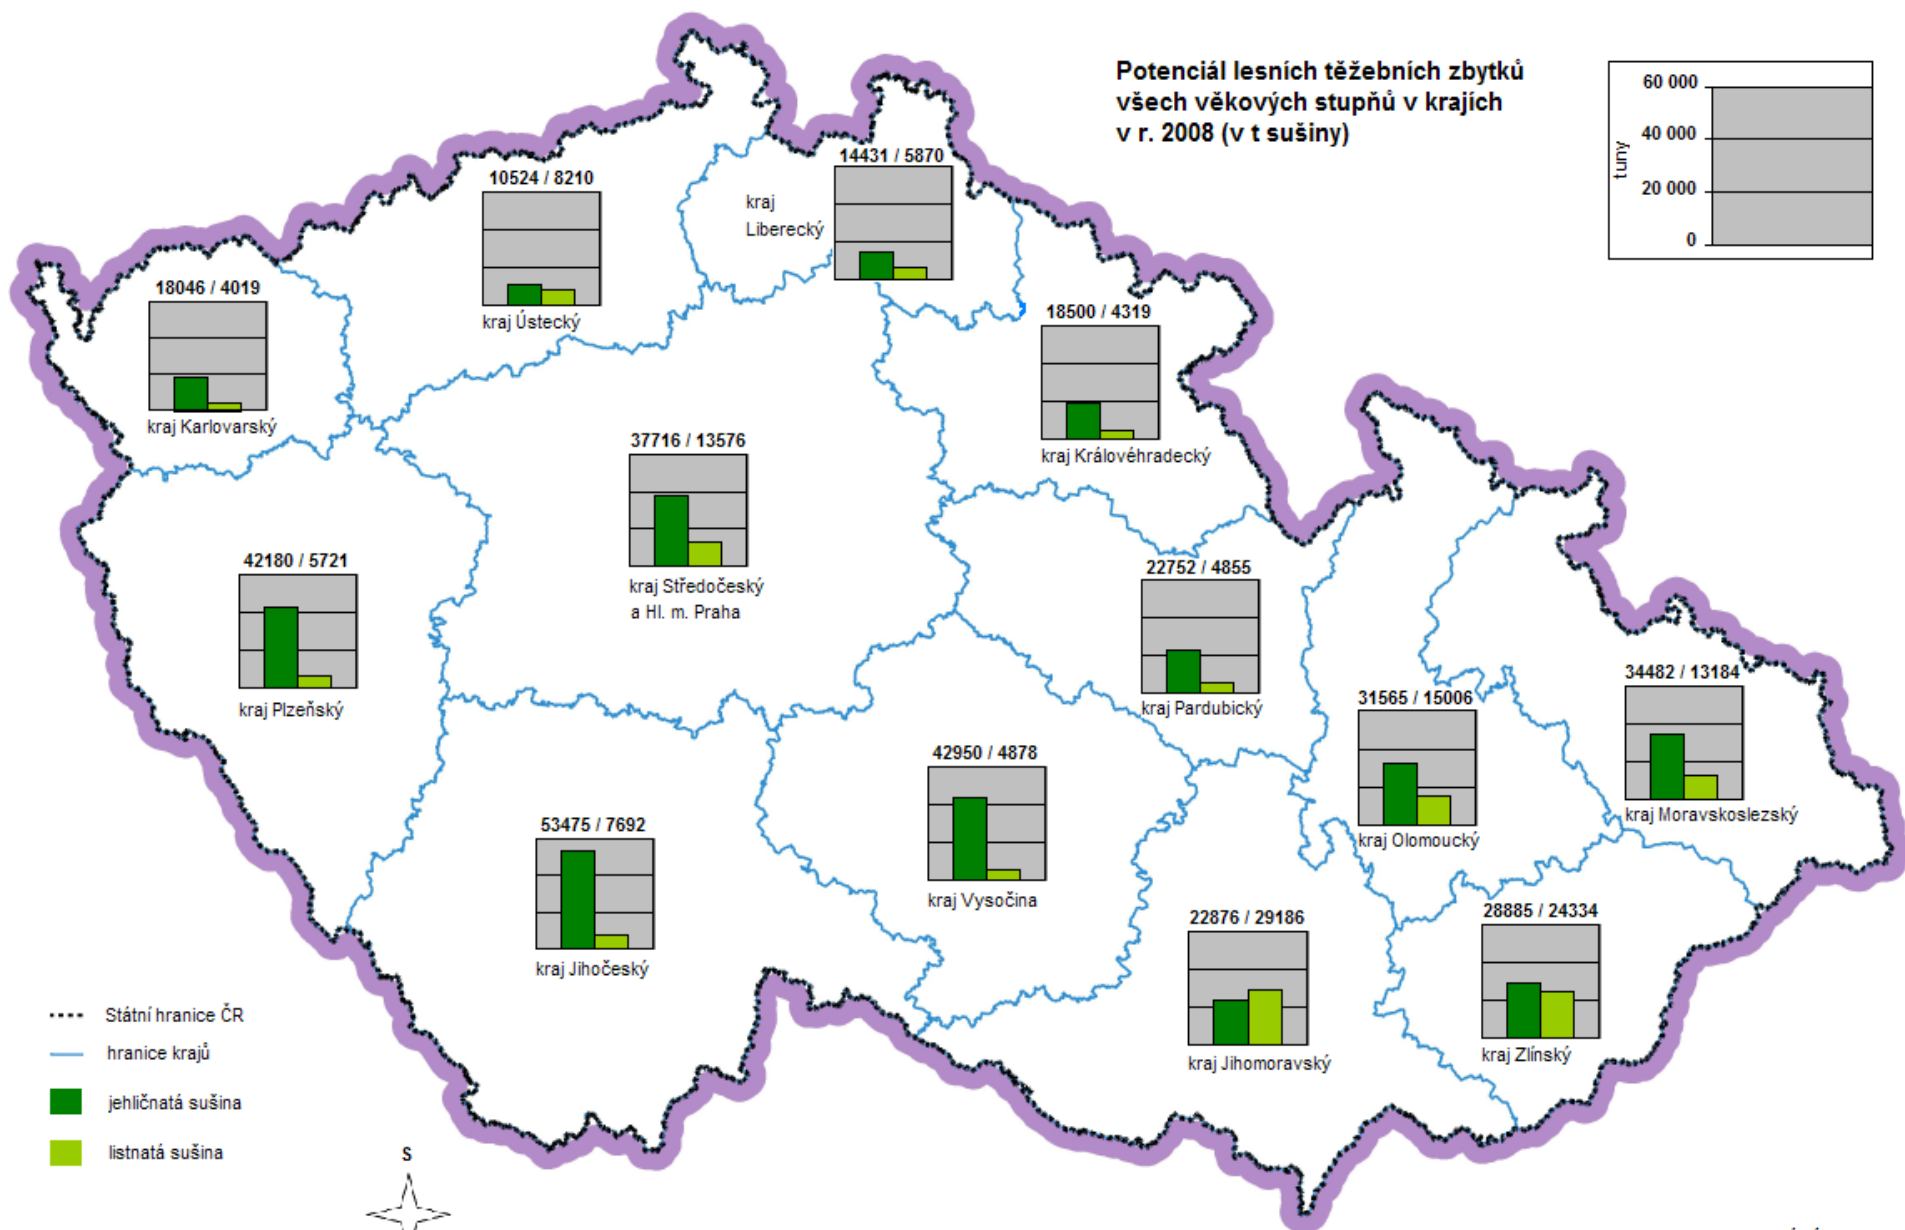 Potenciál lesních těžebních zbytků
všech věkových stupňů v krajích
v r. 2008 (v t sušiny)
60 000
40 000
20 000
0
tuny
14431 / 5870
kraj
Liberecký
10524 / 8210
kraj Ústecký
18046 / 4019
kraj Karlovarský
18500 / 4319
kraj Královéhradecký
37716 / 13576
kraj Středočeský
a Hl. m. Praha
42180 / 5721
kraj Plzeňský
22752 / 4855
kraj Pardubický
34482 / 13184
kraj Moravskoslezský
31565 / 15006
kraj Olomoucký
42950 / 4878
kraj Vysočina
53475 / 7692
kraj Jihočeský
22876 / 29186
kraj Jihomoravský
28885 / 24334
kraj Zlínský
Státní hranice ČR
hranice krajů
jehličnatá sušina
listnatá sušina
S